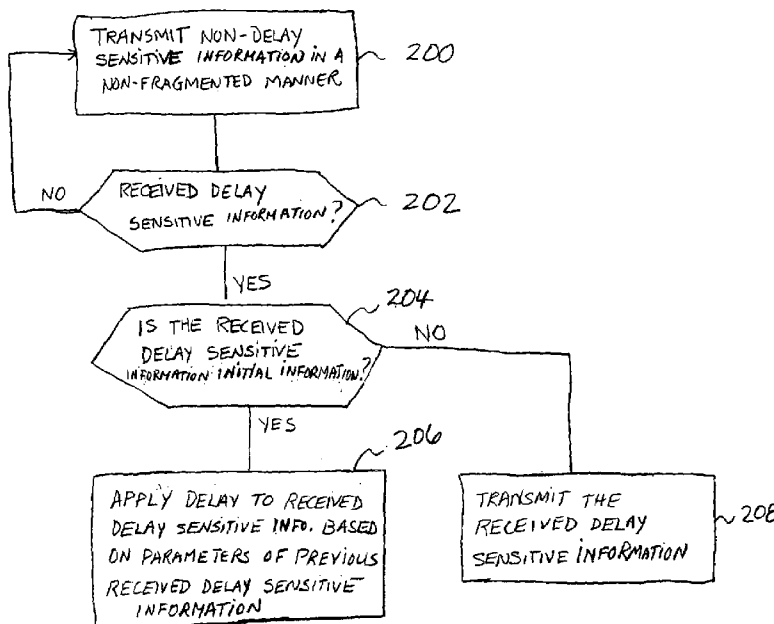 TRANSMIT NON-DELAY
SENSITIVE INFORMATION IN A
NON-FRAGMENTED MANNER
200
NO
RECEIVED DELAY
SENSITIVE INFORMATION?
202
YES
204
IS THE RECEIVED
DELAY SENSITIVE
INFORMATION INITIAL INFORMATION?
NO
YES
206
APPLY DELAY TO RECEIVED
DELAY SENSITIVE INFO. BASED
ON PARAMETERS OF PREVIOUS
RECEIVED DELAY SENSITIVE
INFORMATION
TRANSMIT THE
RECEIVED DELAY
SENSITIVE INFORMATION
208